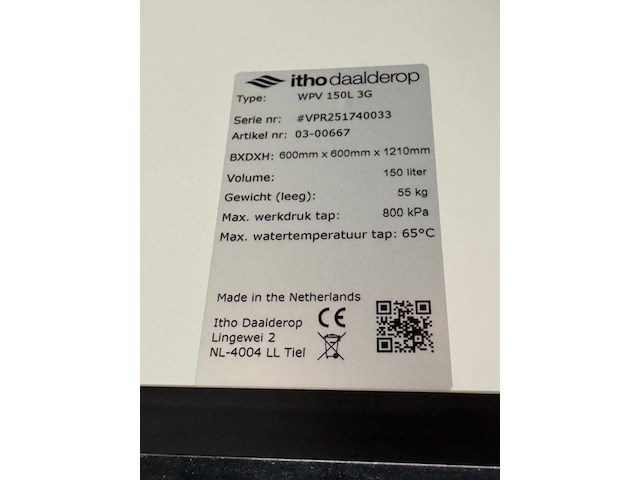 ithodaalderop
Type: WPV 150L 3G
Serie nr: #VPR251740033
Artikel nr: 03-00667
BXDXH: 600mm x 600mm x 1210mm
Volume: 150 liter
Gewicht (leeg): 55 kg
Max. werkdruk tap: 800 kPa
Max. watertemperatuur tap: 65°C
Made in the Netherlands
Itho Daalderop
Lingewei 2
NL-4004 LL Tiel
CE